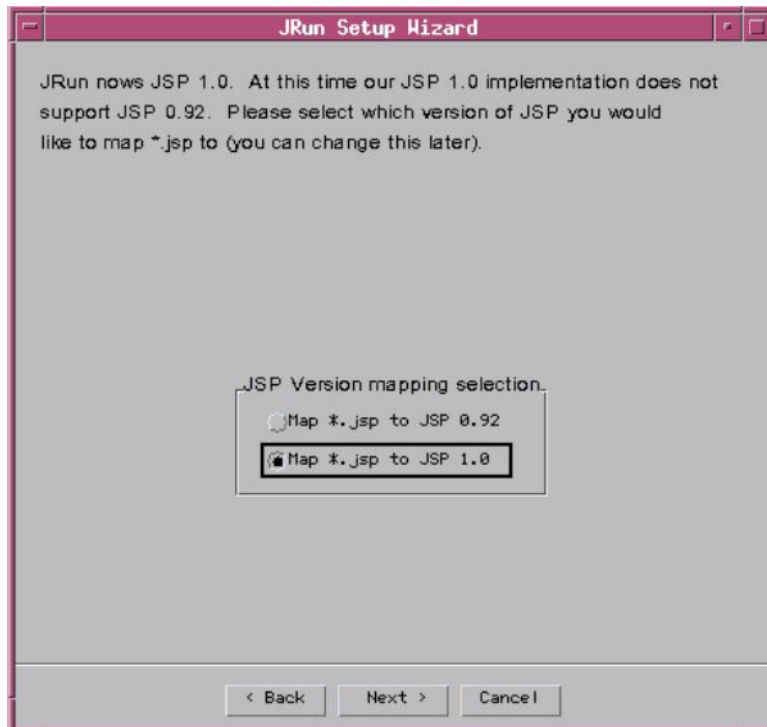 JRun Setup Wizard
JRun nows JSP 1.0. At this time our JSP 1.0 implementation does not
support JSP 0.92. Please select which version of JSP you would
like to map *.jsp to (you can change this later).
JSP Version mapping selection
Map *.jsp to JSP 0.92
Map *.jsp to JSP 1.0
< Back Next > Cancel